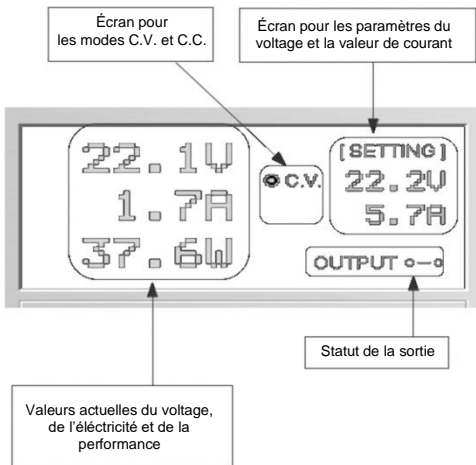 Écran pour
les modes C.V. et C.C.
Écran pour les paramètres du
voltage et la valeur de courant
22.1V
1.7A
37.6W
C.V.
[SETTING]
22.2V
5.7A
OUTPUT
Statut de la sortie
Valeurs actuelles du voltage,
de l'éléctricité et de la
performance